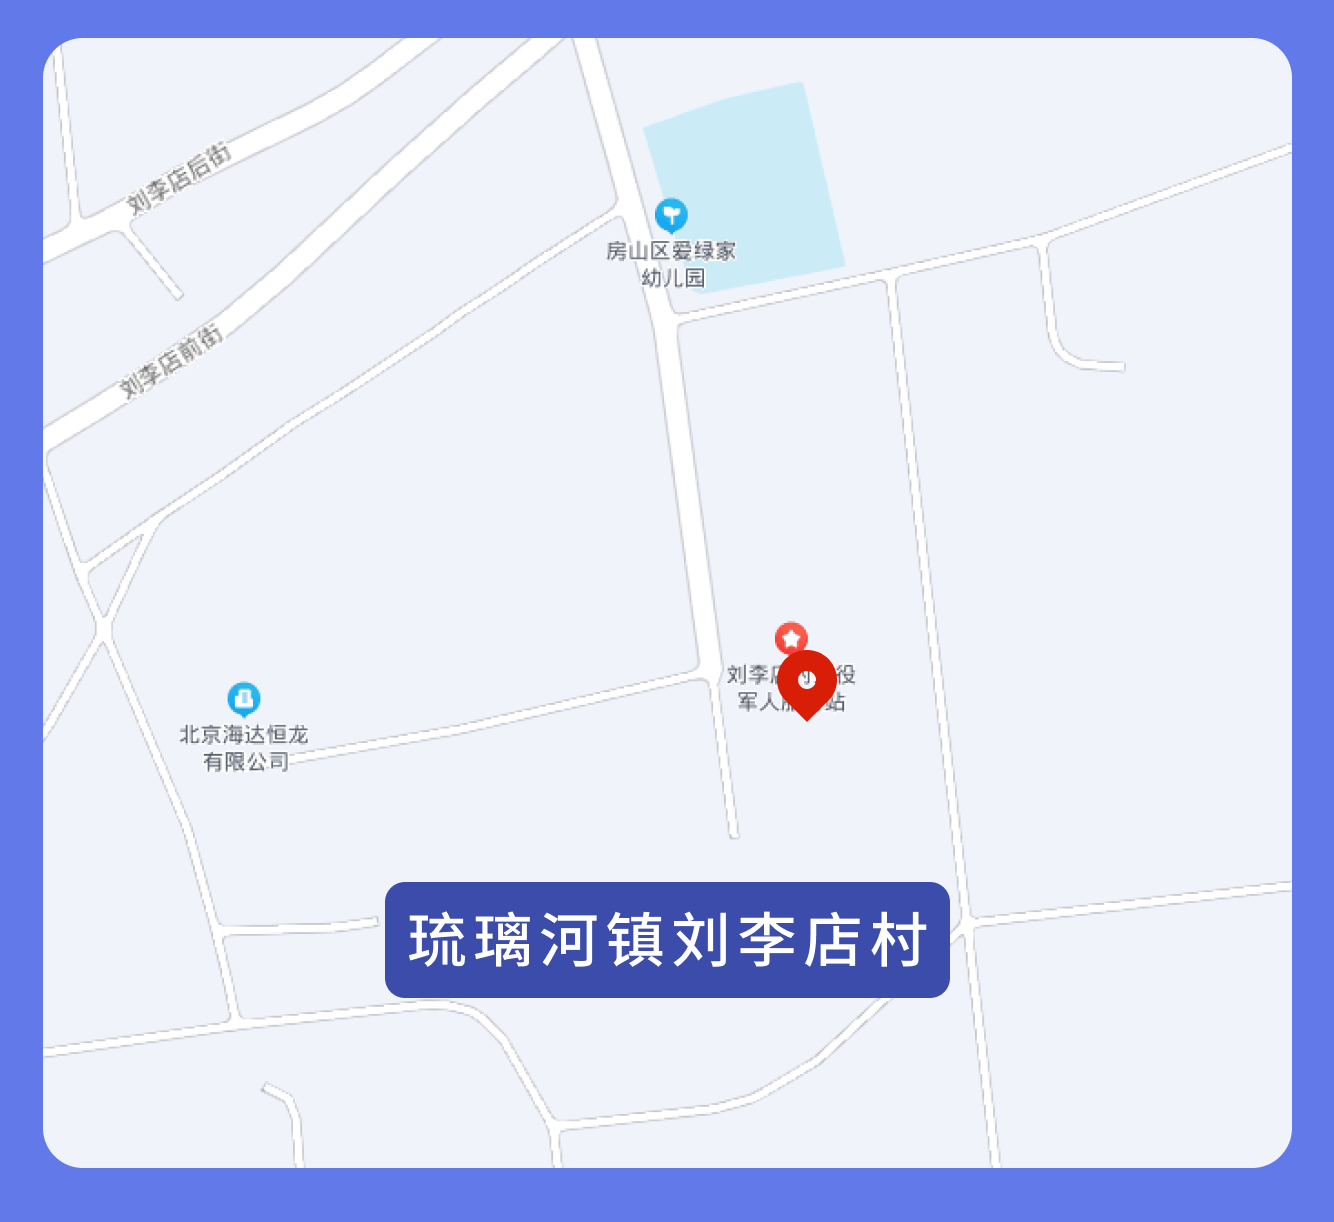 刘李店后街
房山区爱绿家
幼儿园
刘李店前街
刘李店 役
军人 站
北京海达恒龙
有限公司
琉璃河镇刘李店村